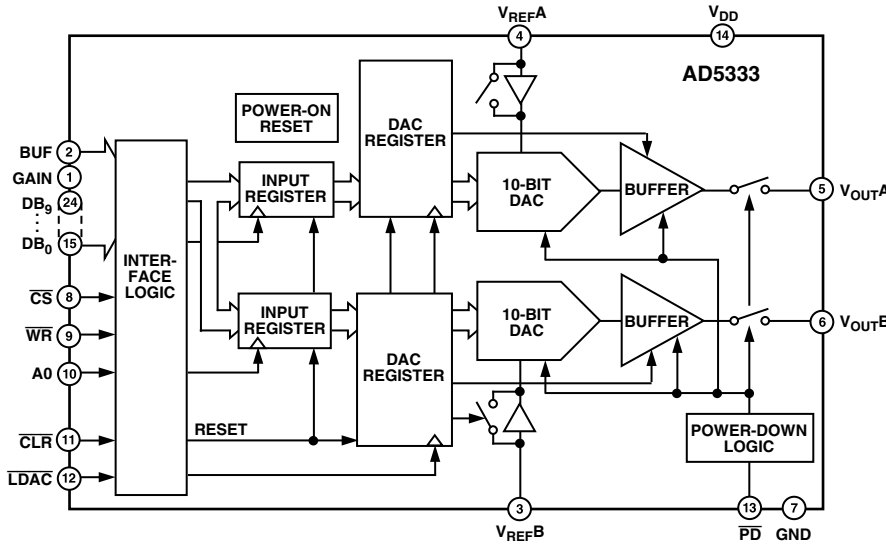 VREFA
VDD
4
14
AD5333
POWER-ON
RESET
DAC
REGISTER
BUF
2
GAIN
1
DB9
24
DB0
15
INTER-
FACE
LOGIC
INPUT
REGISTER
10-BIT
DAC
BUFFER
5
VOUTA
CS
8
WR
9
A0
10
INPUT
REGISTER
DAC
REGISTER
10-BIT
DAC
BUFFER
6
VOUTB
CLR
11
RESET
LDAC
12
POWER-DOWN
LOGIC
3
VREFB
13
PD
7
GND